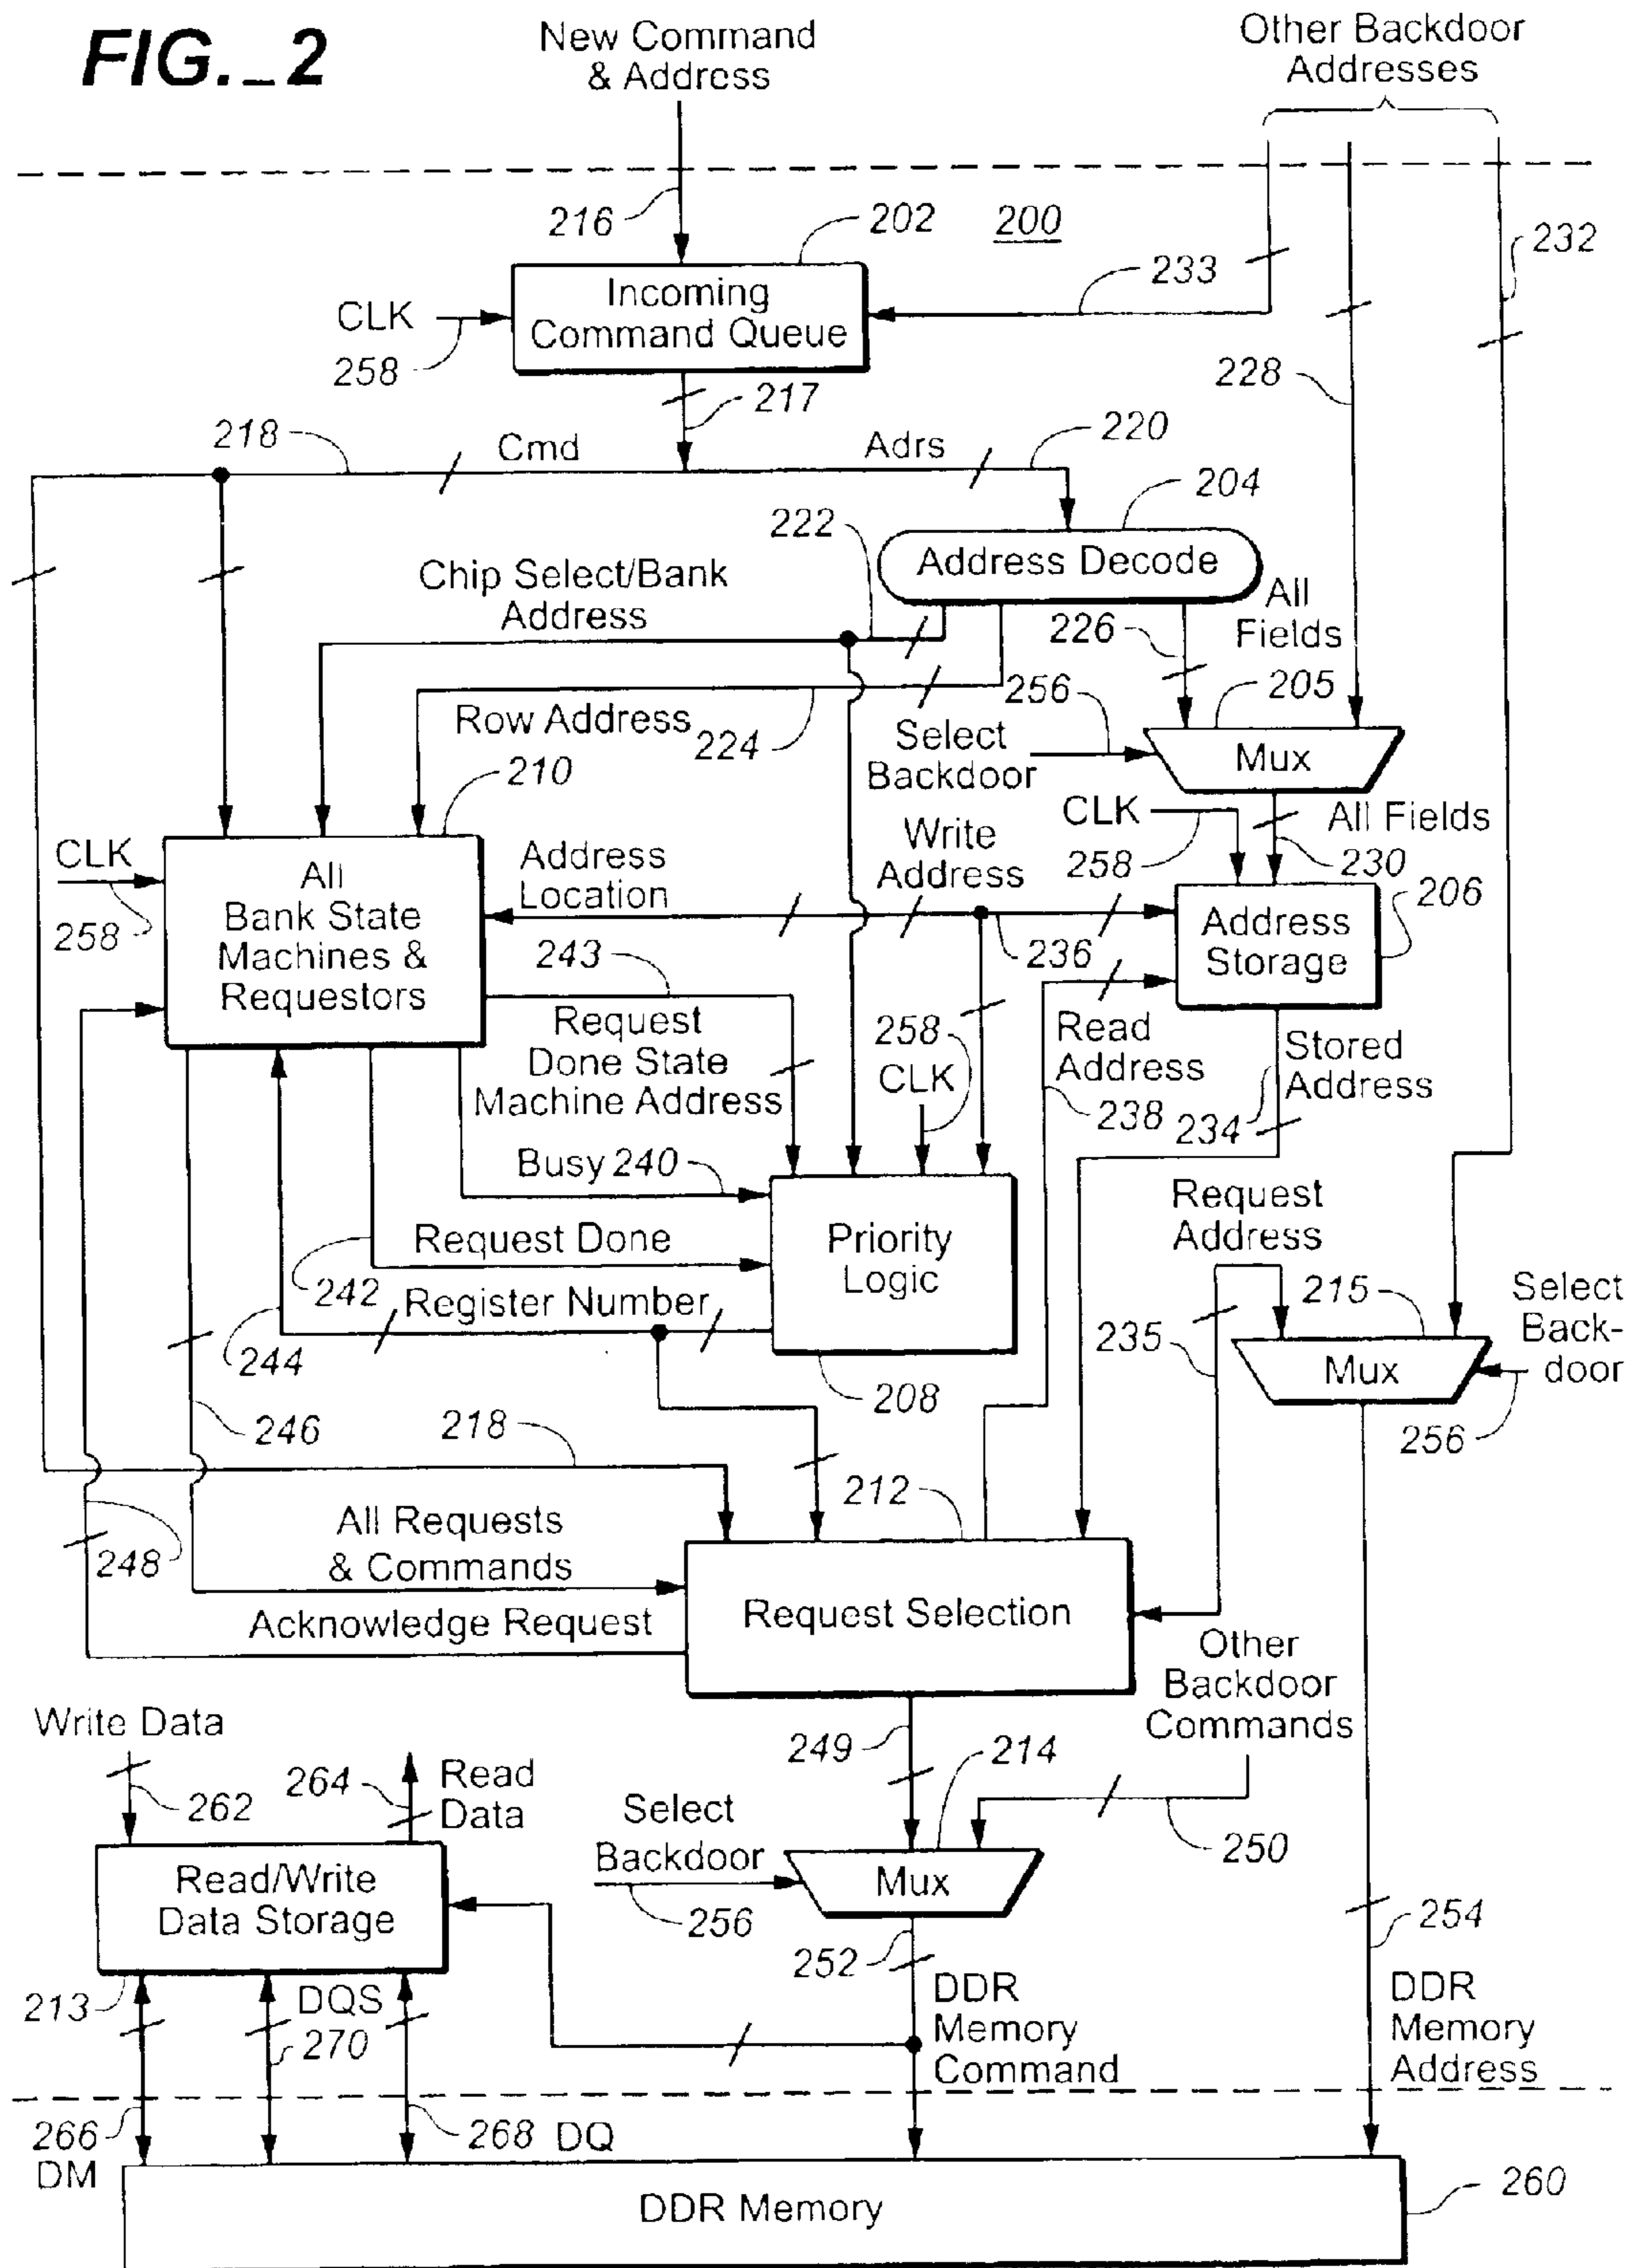 FIG._2
New Command
& Address
Other Backdoor
Addresses
216
202
200
232
233
Incoming
Command Queue
CLK
258
228
217
218
Cmd
Adrs
220
204
222
Address Decode
Chip Select/Bank
Address
All
Fields
226
256
205
Row Address
224
Select
Backdoor
Mux
210
CLK
258
All Fields
230
Write
Address
206
CLK
258
All
Bank State
Machines &
Requestors
Address
Location
236
Address
Storage
243
Request
Done State
Machine Address
258
CLK
Read
Address
238
Stored
Address
234
Busy 240
Request
Address
Request Done
242
Priority
Logic
Register Number
244
235
215
Select
Back-
door
Mux
256
208
246
218
212
All Requests
& Commands
248
Request Selection
Acknowledge Request
Other
Backdoor
Commands
Write Data
262
264
Read
Data
249
214
250
Select
Backdoor
256
Mux
Read/Write
Data Storage
252
254
213
DQS
270
DDR
Memory
Command
DDR
Memory
Address
266
DM
268 DQ
DDR Memory
260